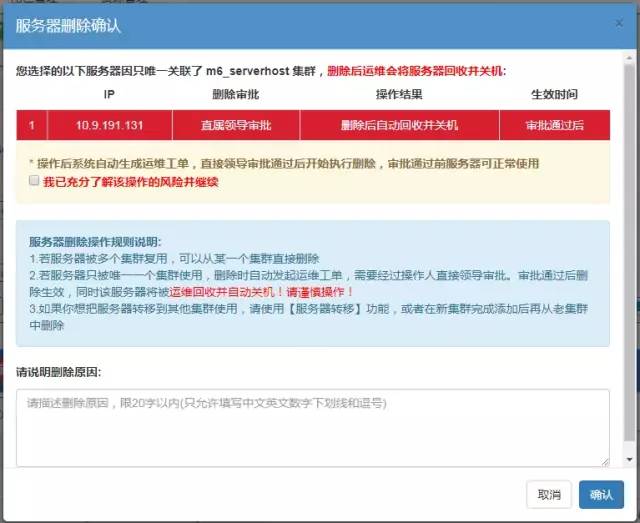 服务器删除确认
×
您选择的以下服务器因只唯一关联了 m6_serverhost 集群，删除后运维会将服务器回收并关机：
IP 删除审批 操作结果 生效时间
1 10.9.191.131 直属领导审批 删除后自动回收并关机 审批通过后
* 操作后系统自动生成运维工单，直接领导审批通过后开始执行删除，审批通过前服务器可正常使用
我已充分了解该操作的风险并继续
服务器删除操作规则说明：
1.若服务器被多个集群复用，可以从某一个集群直接删除
2.若服务器只被唯一一个集群使用，删除时自动发起运维工单，需要经过操作人直接领导审批。审批通过后删
除生效，同时该服务器将被运维回收并自动关机！请谨慎操作！
3.如果你想把服务器转移到其他集群使用，请使用【服务器转移】功能，或者在新集群完成添加后再从老集群
中删除
请说明删除原因：
请描述删除原因，限20字以内(只允许填写中文英文数字下划线和逗号)
取消 确认